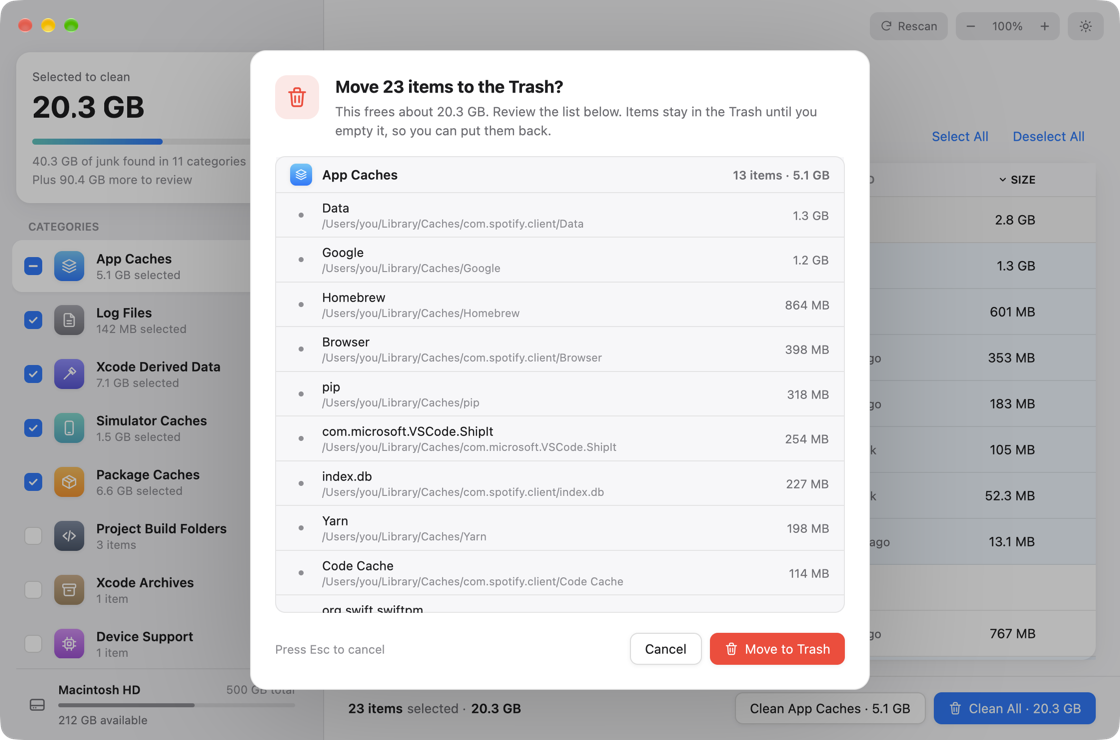 Rescan
100%
Selected to clean
20.3 GB
40.3 GB of junk found in 11 categories
Plus 90.4 GB more to review
CATEGORIES
App Caches
5.1 GB selected
Log Files
142 MB selected
Xcode Derived Data
7.1 GB selected
Simulator Caches
1.5 GB selected
Package Caches
6.6 GB selected
Project Build Folders
3 items
Xcode Archives
1 item
Device Support
1 item
Macintosh HD
500 GB total
212 GB available
Move 23 items to the Trash?
This frees about 20.3 GB. Review the list below. Items stay in the Trash until you
empty it, so you can put them back.
App Caches
13 items · 5.1 GB
Data
/Users/you/Library/Caches/com.spotify.client/Data
1.3 GB
Google
/Users/you/Library/Caches/Google
1.2 GB
Homebrew
/Users/you/Library/Caches/Homebrew
864 MB
Browser
/Users/you/Library/Caches/com.spotify.client/Browser
398 MB
pip
/Users/you/Library/Caches/pip
318 MB
com.microsoft.VSCode.ShipIt
/Users/you/Library/Caches/com.microsoft.VSCode.ShipIt
254 MB
index.db
/Users/you/Library/Caches/com.spotify.client/index.db
227 MB
Yarn
/Users/you/Library/Caches/Yarn
198 MB
Code Cache
/Users/you/Library/Caches/com.spotify.client/Code Cache
114 MB
org.swift.swiftpm
Press Esc to cancel
Cancel
Move to Trash
Select All
Deselect All
SIZE
2.8 GB
1.3 GB
601 MB
353 MB
183 MB
105 MB
52.3 MB
ago
13.1 MB
767 MB
23 items selected · 20.3 GB
Clean App Caches · 5.1 GB
Clean All · 20.3 GB